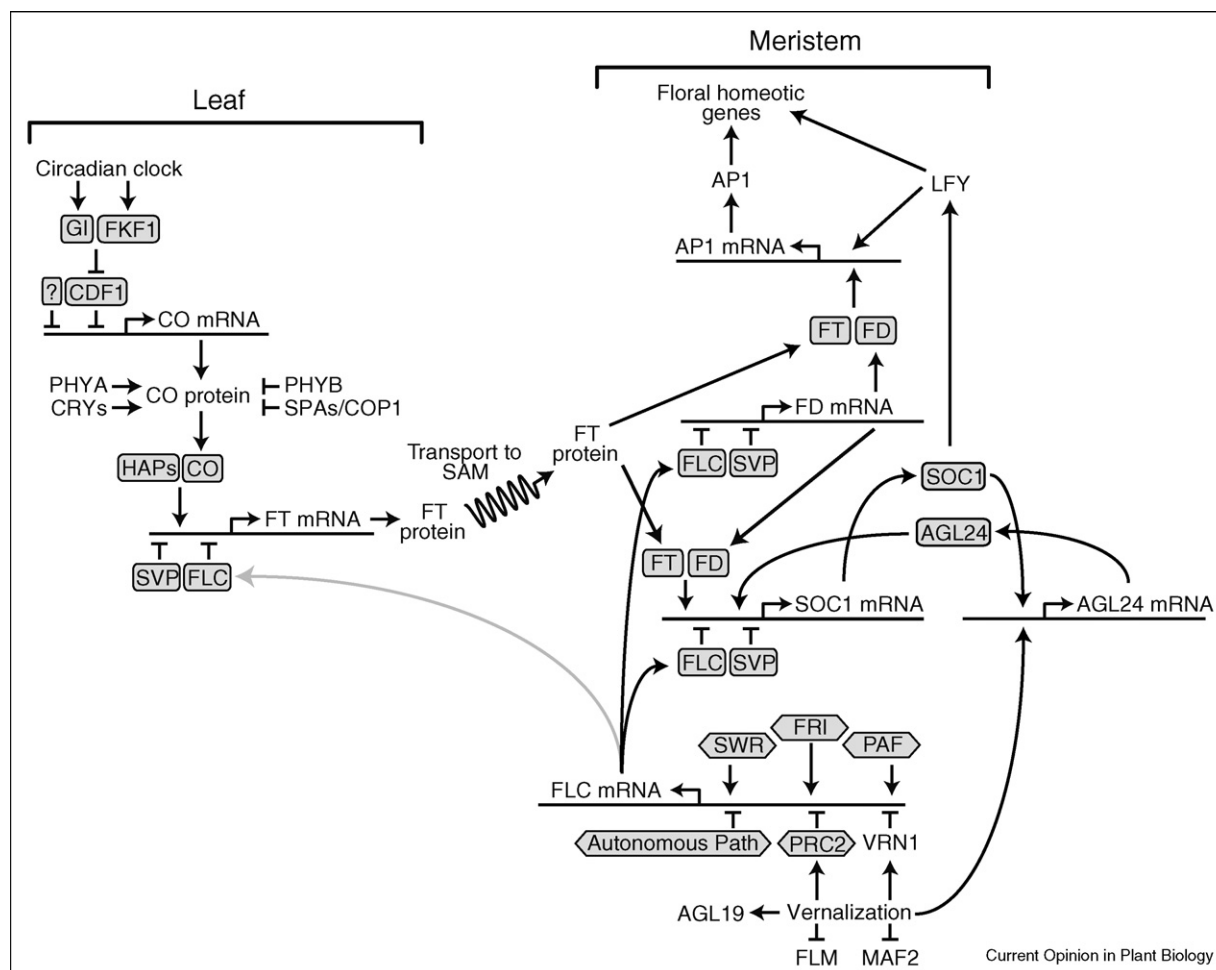 Meristem
Leaf
Floral homeotic
genes
Circadian clock
AP1
LFY
GI FKF1
AP1 mRNA
? CDF1
CO mRNA
FT FD
PHYA CO protein PHYB
CRYs SPAs/COP1
FD mRNA
Transport to
SAM
FT
protein
FLC SVP
HAPs CO
SOC1
FT mRNA
FT
protein
AGL24
FT FD
SVP FLC
SOC1 mRNA
AGL24 mRNA
FLC SVP
FRI
SWR PAF
FLC mRNA
Autonomous Path PRC2 VRN1
AGL19 Vernalization
FLM MAF2
Current Opinion in Plant Biology